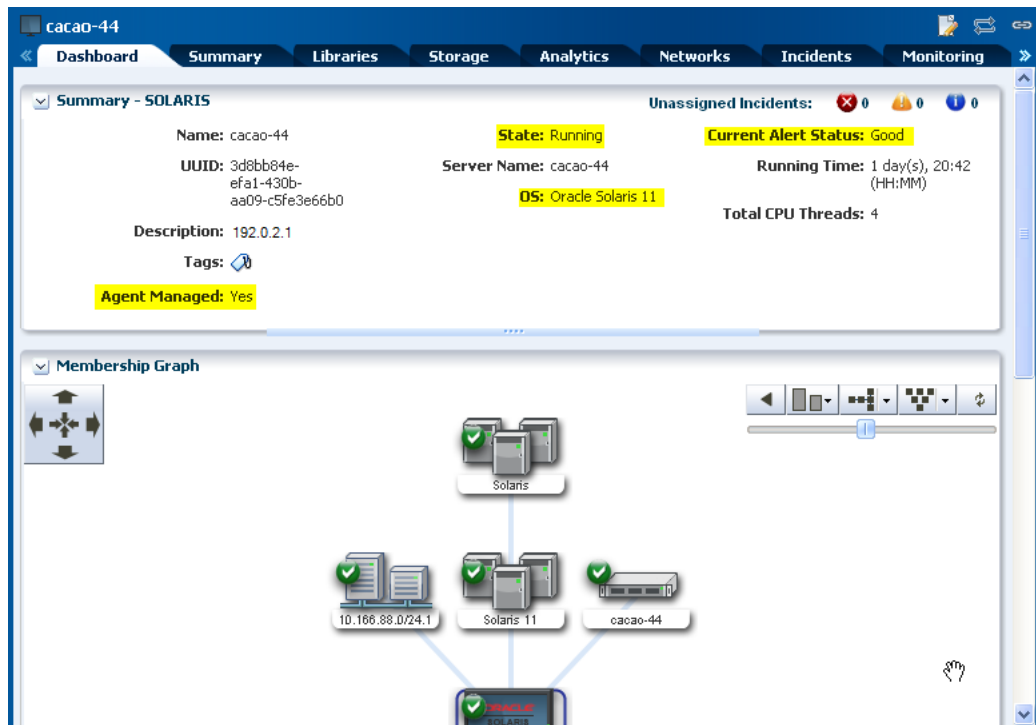 cacao-44
Dashboard Summary Libraries Storage Analytics Networks Incidents Monitoring
Summary - SOLARIS
Unassigned Incidents: 0 0 0
Name: cacao-44
State: Running
Current Alert Status: Good
UUID: 3d8bb84e-
efa1-430b-
aa09-c5fe3e66b0
Server Name: cacao-44
Running Time: 1 day(s), 20:42
(HH:MM)
OS: Oracle Solaris 11
Total CPU Threads: 4
Description: 192.0.2.1
Tags:
Agent Managed: Yes
Membership Graph
Solaris
10.166.88.0/24.1
Solaris 11
cacao-44
ORACLE
SOLARIS